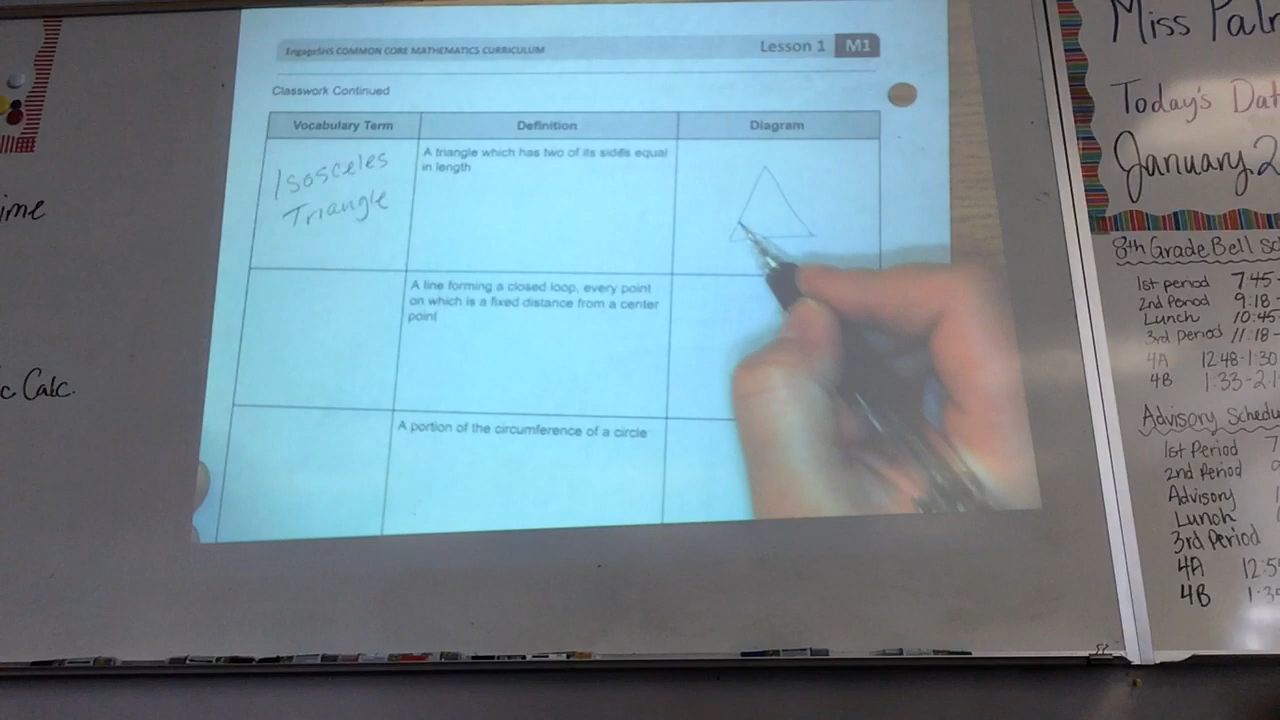 EngageSHS COMMON CORE MATHEMATICS CURRICULUM
Lesson 1 M1
Classwork Continued
Vocabulary Term Definition Diagram
Isosceles
Triangle
A triangle which has two of its sides equal
in length
A line forming a closed loop, every point
on which is a fixed distance from a center
point
A portion of the circumference of a circle
ime
c Calc.
Miss Palm
Today's Dat
January 2
8th Grade Bell Sc
1st period 7:45-
2nd Period 9:18-
Lunch 10:45-
3rd Period 11:18-
4A 12:48-1:30
4B 1:33-2:1
Advisory Schedu
1st Period 7
2nd Period
Advisory
Lunch
3rd Period
4A 12:5
4B 1:3